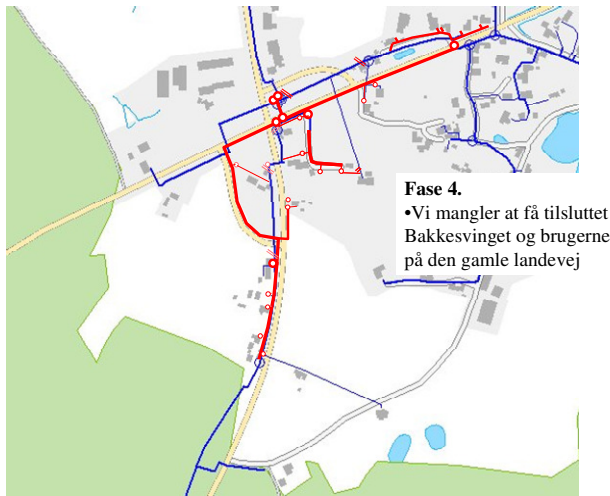 Fase 4.
•Vi mangler at få tilsluttet
Bakkesvinget og brugerne
på den gamle landevej